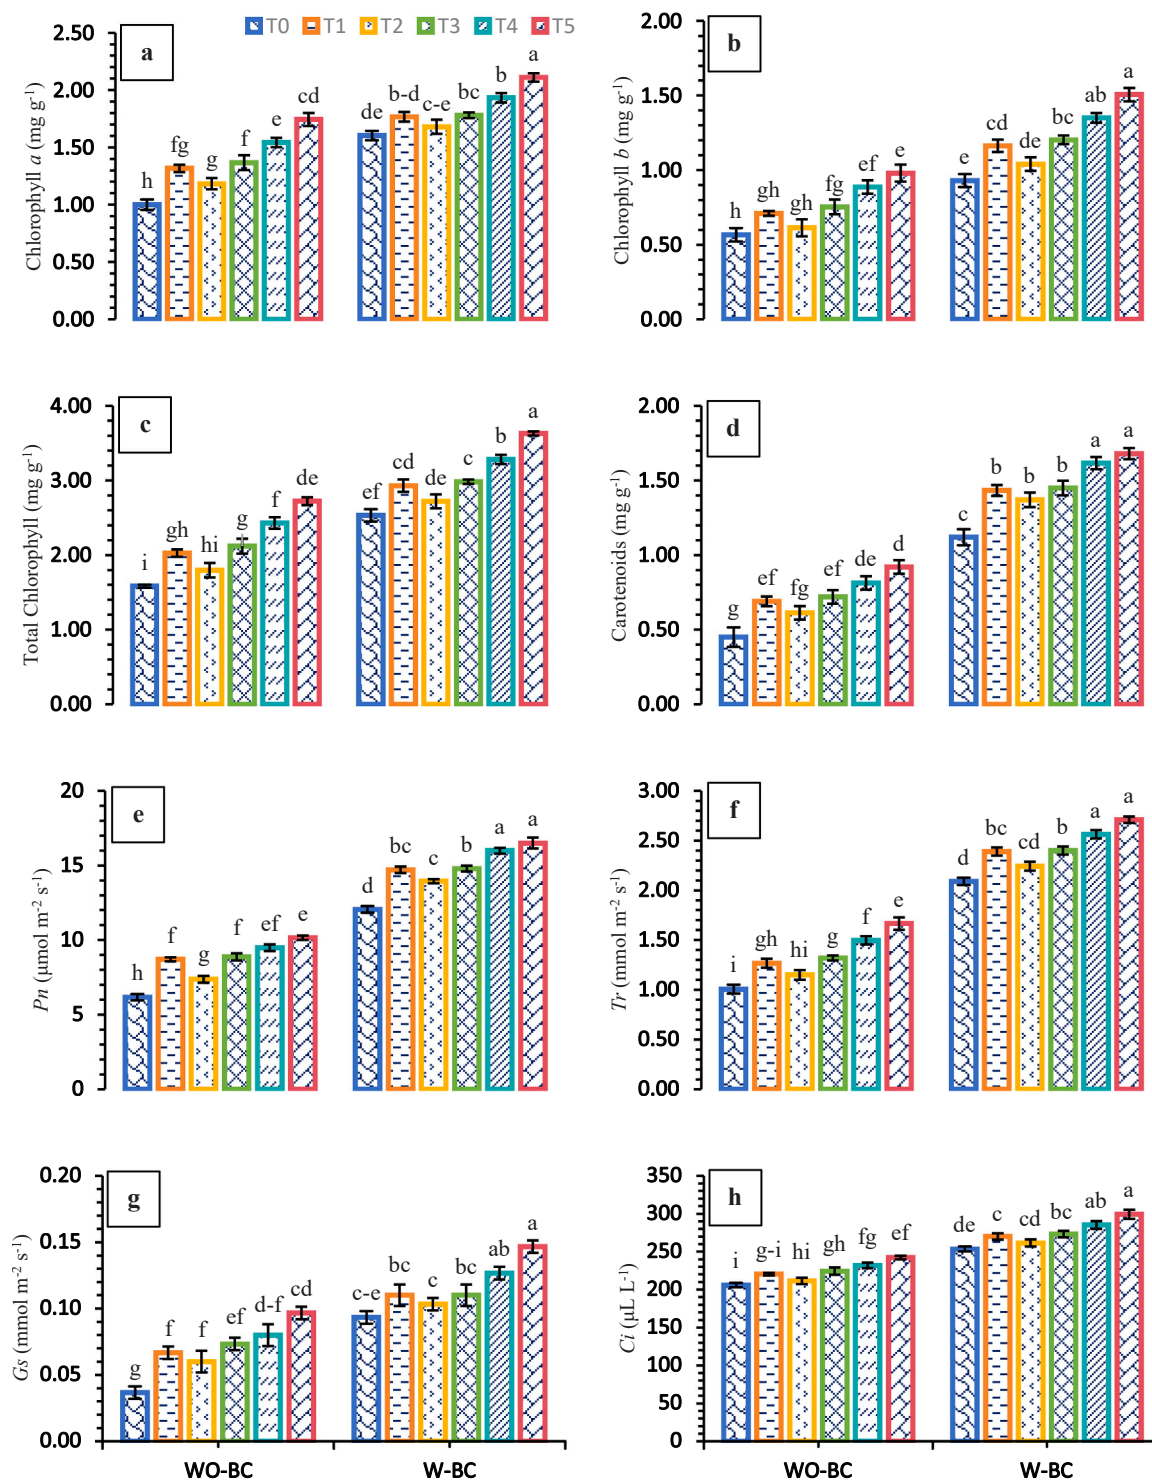 T0 T1 T2 T3 T4 T5
a
Chlorophyll a (mg g-1)
2.50
2.00
1.50
1.00
0.50
0.00
h fg g f e cd de b-d c-e bc b a
b
Chlorophyll b (mg g-1)
2.00
1.50
1.00
0.50
0.00
h gh gh fg ef e e cd de bc ab a
c
Total Chlorophyll (mg g-1)
4.00
3.00
2.00
1.00
0.00
i gh hi g f de ef cd de c b a
d
Carotenoids (mg g-1)
2.00
1.50
1.00
0.50
0.00
g ef fg ef de d c b b b a a
e
Pn (μmol m-2 s-1)
20
15
10
5
0
h f g f ef e d bc c b a a
f
Tr (mmol m-2 s-1)
3.00
2.50
2.00
1.50
1.00
0.50
0.00
i gh hi g f e d bc cd b a a
g
Gs (mmol m-2 s-1)
0.20
0.15
0.10
0.05
0.00
g f f ef d-f cd c-e bc c bc ab a
WO-BC W-BC
h
Ci (μL L-1)
350
300
250
200
150
100
50
0
i g-i hi gh fg ef de c cd bc ab a
WO-BC W-BC